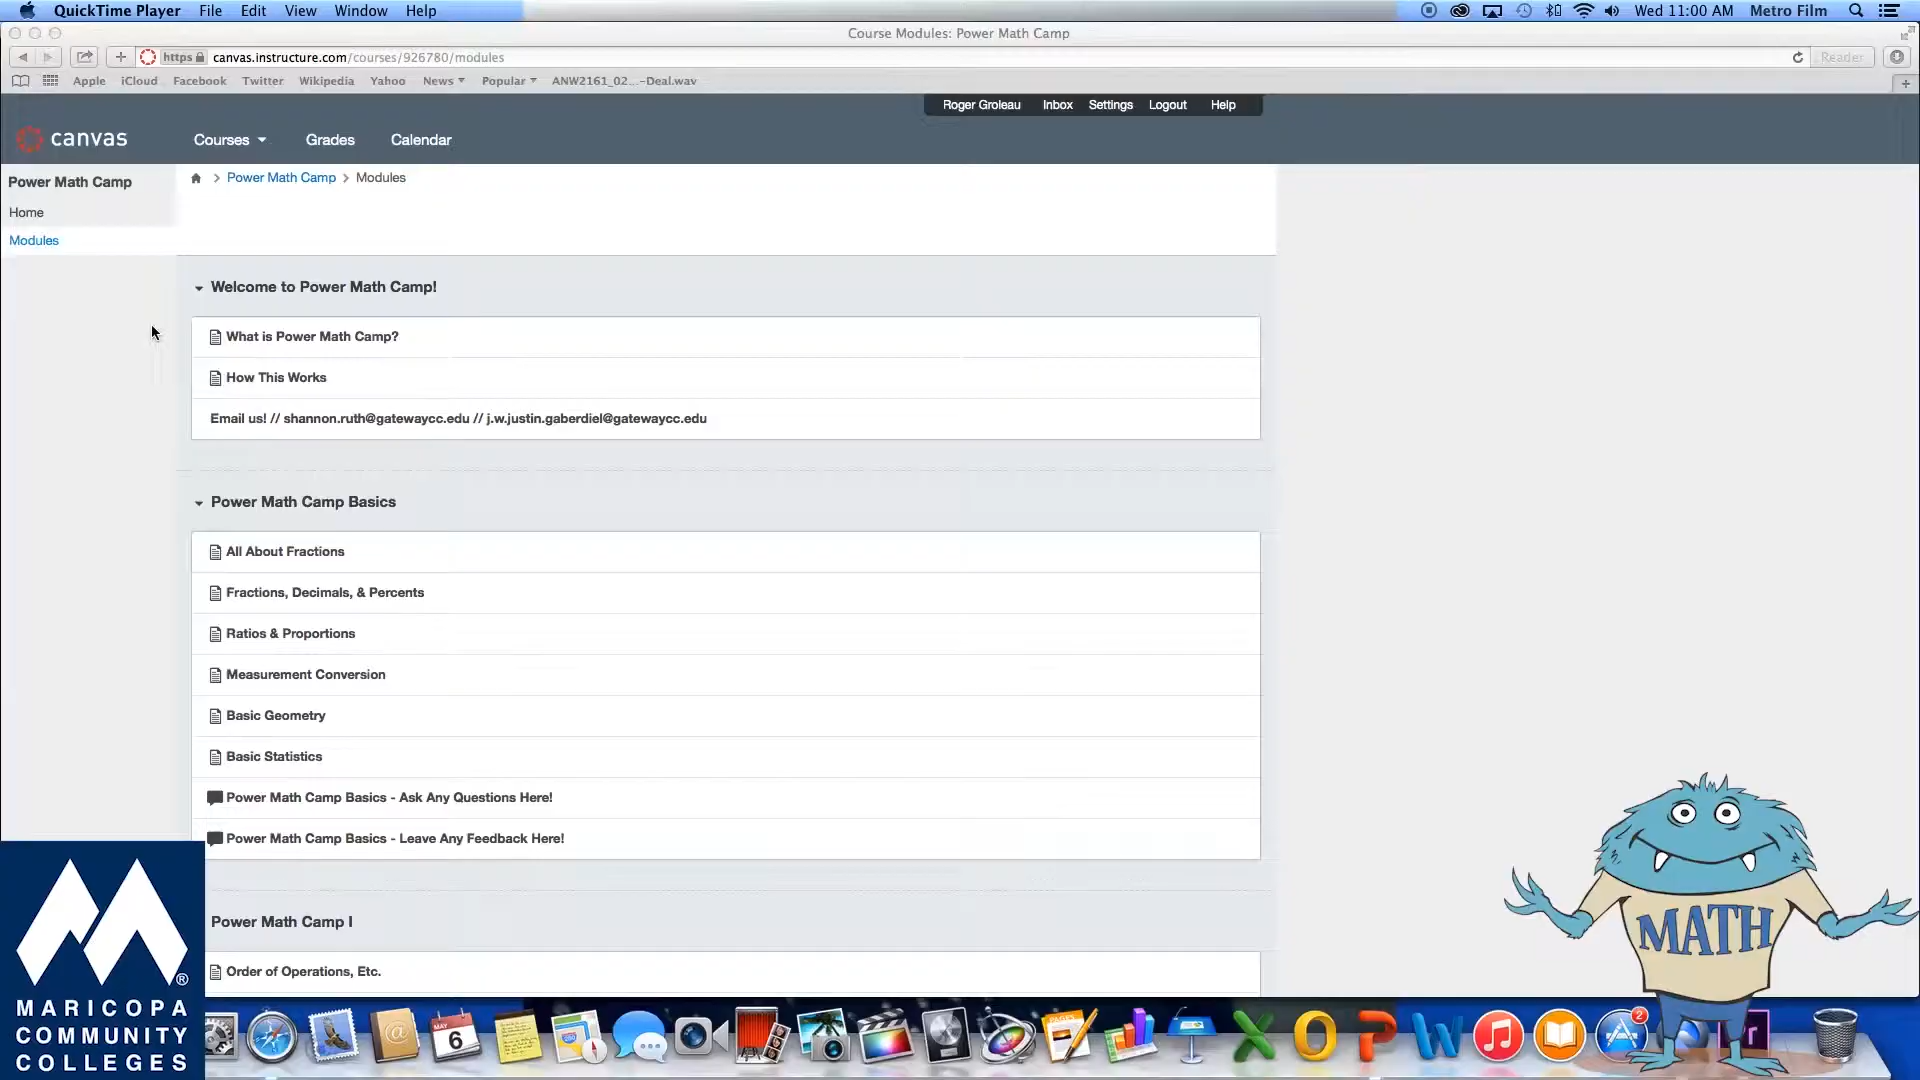 QuickTime Player File Edit View Window Help Wed 11:00 AM Metro Film
Course Modules: Power Math Camp
https canvas.instructure.com/courses/926780/modules Reader
Apple iCloud Facebook Twitter Wikipedia Yahoo News Popular ANW2161_02...-Deal.wav
Roger Groleau Inbox Settings Logout Help
canvas Courses Grades Calendar
Power Math Camp
Home
Modules
Power Math Camp > Modules
Welcome to Power Math Camp!
What is Power Math Camp?
How This Works
Email us! // shannon.ruth@gatewaycc.edu // j.w.justin.gaberdiel@gatewaycc.edu
Power Math Camp Basics
All About Fractions
Fractions, Decimals, & Percents
Ratios & Proportions
Measurement Conversion
Basic Geometry
Basic Statistics
Power Math Camp Basics - Ask Any Questions Here!
Power Math Camp Basics - Leave Any Feedback Here!
Power Math Camp I
Order of Operations, Etc.
MATH
MARICOPA
COMMUNITY
COLLEGES
®
MAY
6
PAGES
2